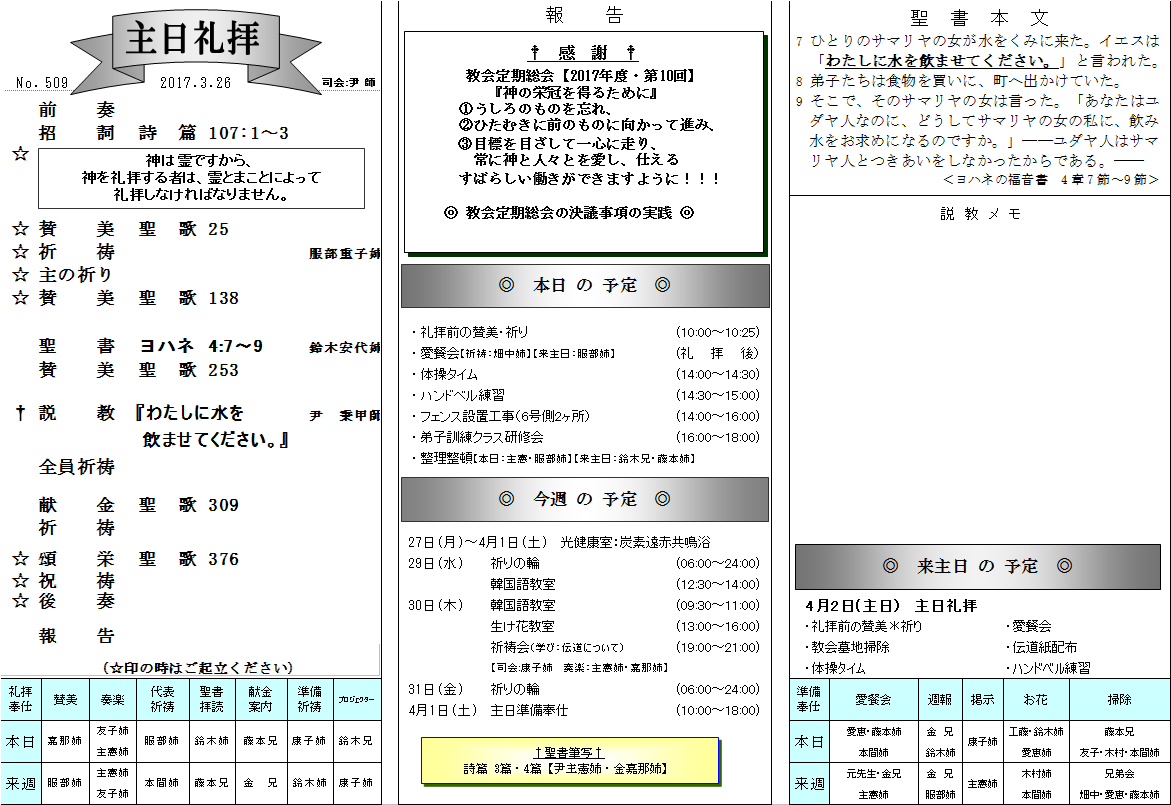 主日礼拝
No. 509 2017.3.26 司会:尹 師
前 奏
招 詞 詩 篇 107:1～3
☆
神は霊ですから、
神を礼拝する者は、霊とまことによって
礼拝しなければなりません。
☆ 賛 美 聖 歌 25
☆ 祈 祷 服部重子姉
☆ 主の祈り
☆ 賛 美 聖 歌 138
聖 書 ヨハネ 4:7～9 鈴木安代姉
賛 美 聖 歌 253
† 説 教 『わたしに水を 尹 秉甲師
飲ませてください。』
全員祈祷
献 金 聖 歌 309
祈 祷
☆ 頌 栄 聖 歌 376
☆ 祝 祷
☆ 後 奏
報 告
(☆印の時はご起立ください)
礼拝奉仕 賛美 奏楽 代表祈祷 聖書拝読 献金案内 準備祈祷 プロジェクター
本日 嘉那姉 友子姉 主憲姉 服部姉 鈴木姉 藤本兄 康子姉 鈴木兄
来週 服部姉 主憲姉 友子姉 本間姉 藤本兄 金 兄 鈴木姉 康子姉
報 告
† 感 謝 †
教会定期総会【2017年度・第10回】
『神の栄冠を得るために』
①うしろのものを忘れ、
②ひたむきに前のものに向かって進み、
③目標を目ざして一心に走り、
常に神と人々とを愛し、仕える
すばらしい働きができますように！！！
◎ 教会定期総会の決議事項の実践 ◎
◎ 本日 の 予定 ◎
・礼拝前の賛美・祈り (10:00～10:25)
・愛餐会【祈祷：畑中姉】【来主日：服部姉】 (礼 拝 後)
・体操タイム (14:00～14:30)
・ハンドベル練習 (14:30～15:00)
・フェンス設置工事(6号側2ヶ所) (14:00～16:00)
・弟子訓練クラス研修会 (16:00～18:00)
・整理整頓【本日：主憲・服部姉】【来主日：鈴木兄・藤本姉】
◎ 今週 の 予定 ◎
27日(月)～4月1日(土) 光健康室：炭素遠赤共鳴浴
29日(水) 祈りの輪 (06:00～24:00)
韓国語教室 (12:30～14:00)
30日(木) 韓国語教室 (09:30～11:00)
生け花教室 (13:00～16:00)
祈祷会(学び：伝道について) (19:00～21:00)
【司会:康子姉 奏楽：主憲姉・嘉那姉】
31日(金) 祈りの輪 (06:00～24:00)
4月1日(土) 主日準備奉仕 (10:00～18:00)
†聖書筆写†
詩篇 3篇・4篇【尹主憲姉・金嘉那姉】
聖 書 本 文
7 ひとりのサマリヤの女が水をくみに来た。イエスは
「わたしに水を飲ませてください。」と言われた。
8 弟子たちは食物を買いに、町へ出かけていた。
9 そこで、そのサマリヤの女は言った。「あなたはユ
ダヤ人なのに、どうしてサマリヤの女の私に、飲み
水をお求めになるのですか。」――ユダヤ人はサマ
リヤ人とつきあいをしなかったからである。――
＜ヨハネの福音書 4章7節～9節＞
説 教 メ モ
◎ 来主日 の 予定 ◎
4月2日(主日) 主日礼拝
・礼拝前の賛美＊祈り ・愛餐会
・教会墓地掃除 ・伝道紙配布
・体操タイム ・ハンドベル練習
準備奉仕 愛餐会 週報 掲示 お花 掃除
本日 愛恵・藤本姉 本間姉 金 兄 鈴木姉 康子姉 工藤・鈴木姉 愛恵姉 藤本兄 友子・木村・本間姉
来週 元先生・金兄 主憲姉 金 兄 服部姉 主憲姉 木村姉 本間姉 兄弟会 畑中・愛恵・藤本姉